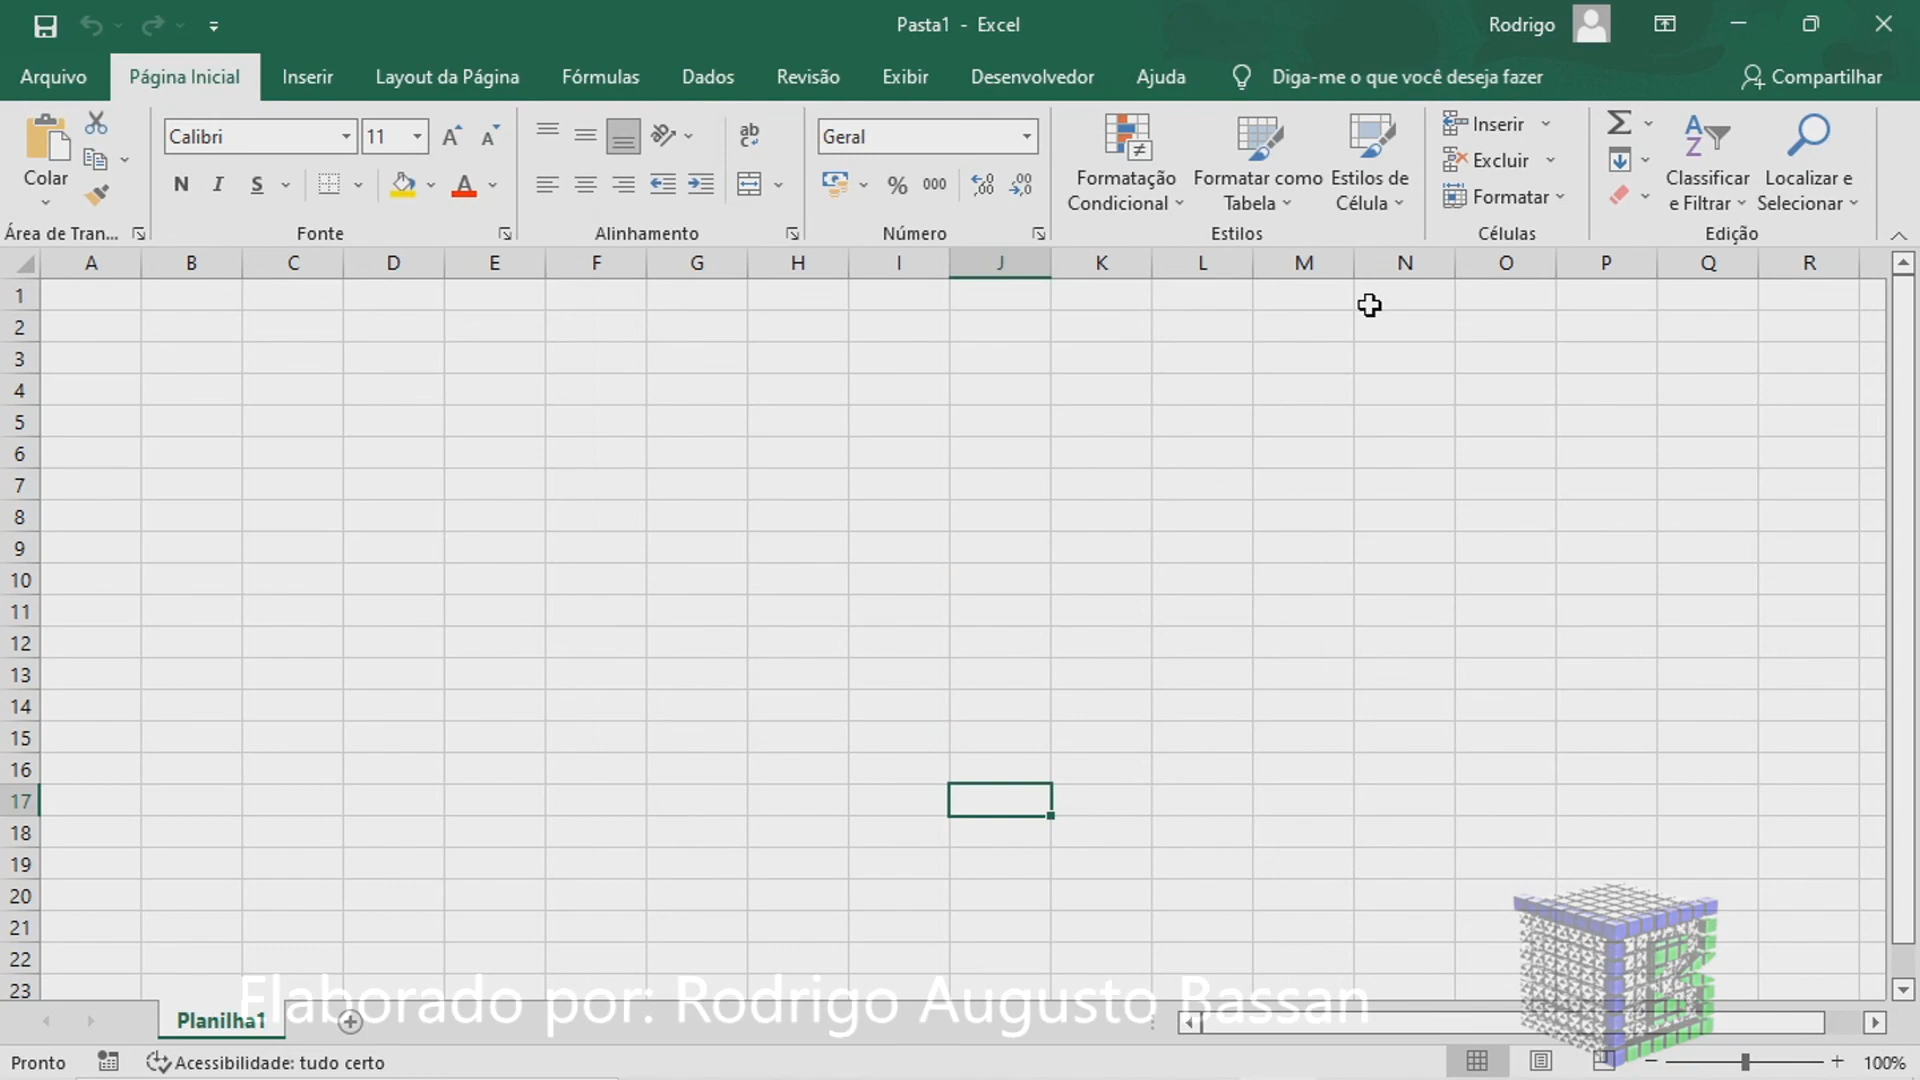 Pasta1 - Excel
Rodrigo
Arquivo Página Inicial Inserir Layout da Página Fórmulas Dados Revisão Exibir Desenvolvedor Ajuda Diga-me o que você deseja fazer Compartilhar
Colar
Área de Tran...
Calibri 11
N I S
Fonte
ab
Alinhamento
Geral
% 000
Número
Formatação Condicional
Formatar como Tabela
Estilos de Célula
Estilos
Inserir
Excluir
Formatar
Células
Classificar e Filtrar
Localizar e Selecionar
Edição
A B C D E F G H I J K L M N O P Q R
1
2
3
4
5
6
7
8
9
10
11
12
13
14
15
16
17
18
19
20
21
22
23
Elaborado por: Rodrigo Augusto Bassan
Planilha1
Pronto Acessibilidade: tudo certo 100%